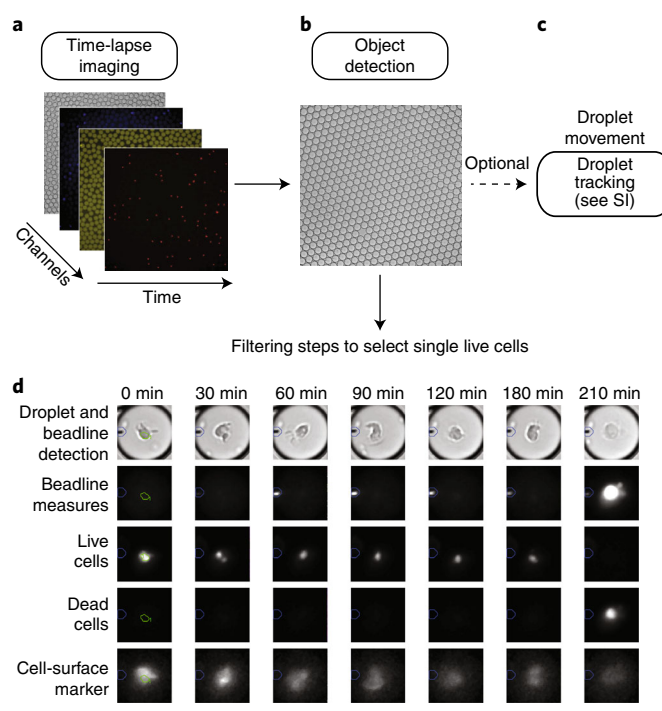 a
Time-lapse
imaging
Channels
Time
b
Object
detection
Optional
c
Droplet
movement
Droplet
tracking
(see SI)
Filtering steps to select single live cells
d
0 min 30 min 60 min 90 min 120 min 180 min 210 min
Droplet and
beadline
detection
Beadline
measures
Live
cells
Dead
cells
Cell-surface
marker